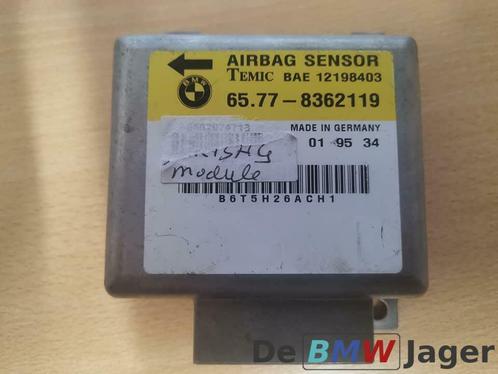 AIRBAG SENSOR
BMW
TEMIC BAE 12198403
65.77-8362119
MADE IN GERMANY
01 95 34
module
B6T5H26ACH1
De BMW Jager